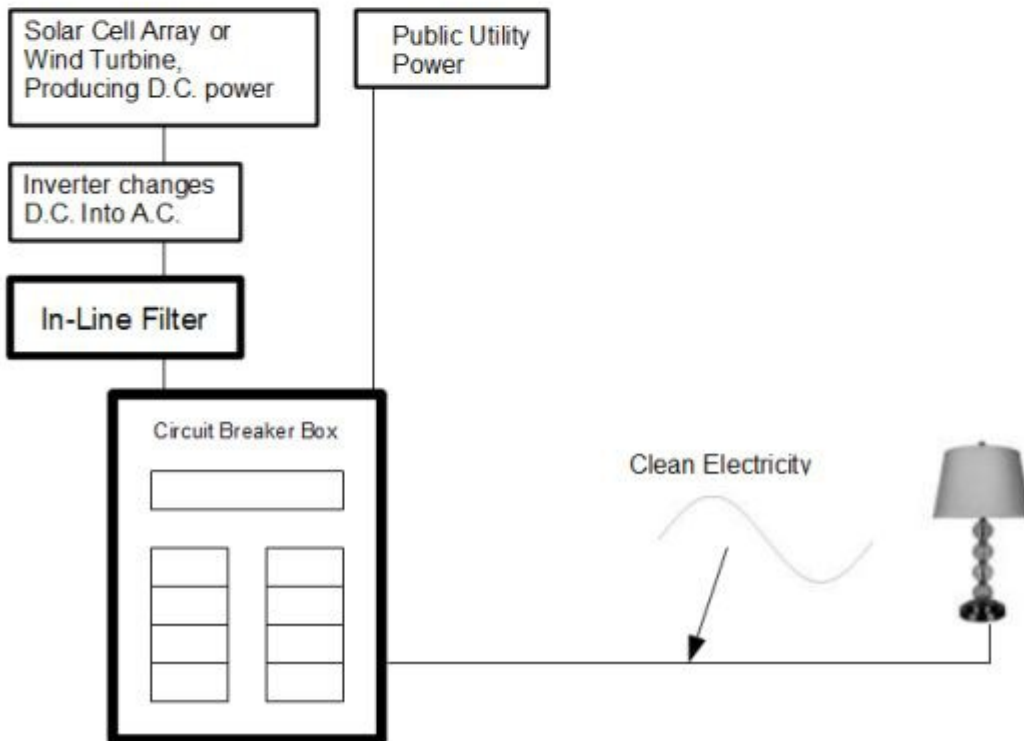 Solar Cell Array or
Wind Turbine,
Producing D.C. power
Public Utility
Power
Inverter changes
D.C. Into A.C.
In-Line Filter
Circuit Breaker Box
Clean Electricity